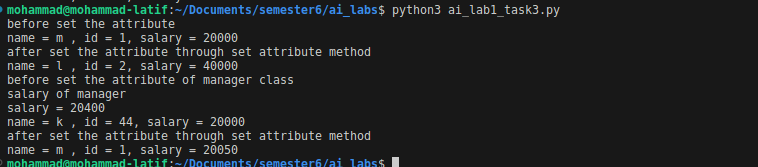 mohammad@mohammad-latif:~/Documents/semester6/ai_labs$ python3 ai_lab1_task3.py
before set the attribute
name = m , id = 1, salary = 20000
after set the attribute through set attribute method
name = l , id = 2, salary = 40000
before set the attribute of manager class
salary of manager
salary = 20400
name = k , id = 44, salary = 20000
after set the attribute through set attribute method
name = m , id = 1, salary = 20050
mohammad@mohammad-latif:~/Documents/semester6/ai_labs$